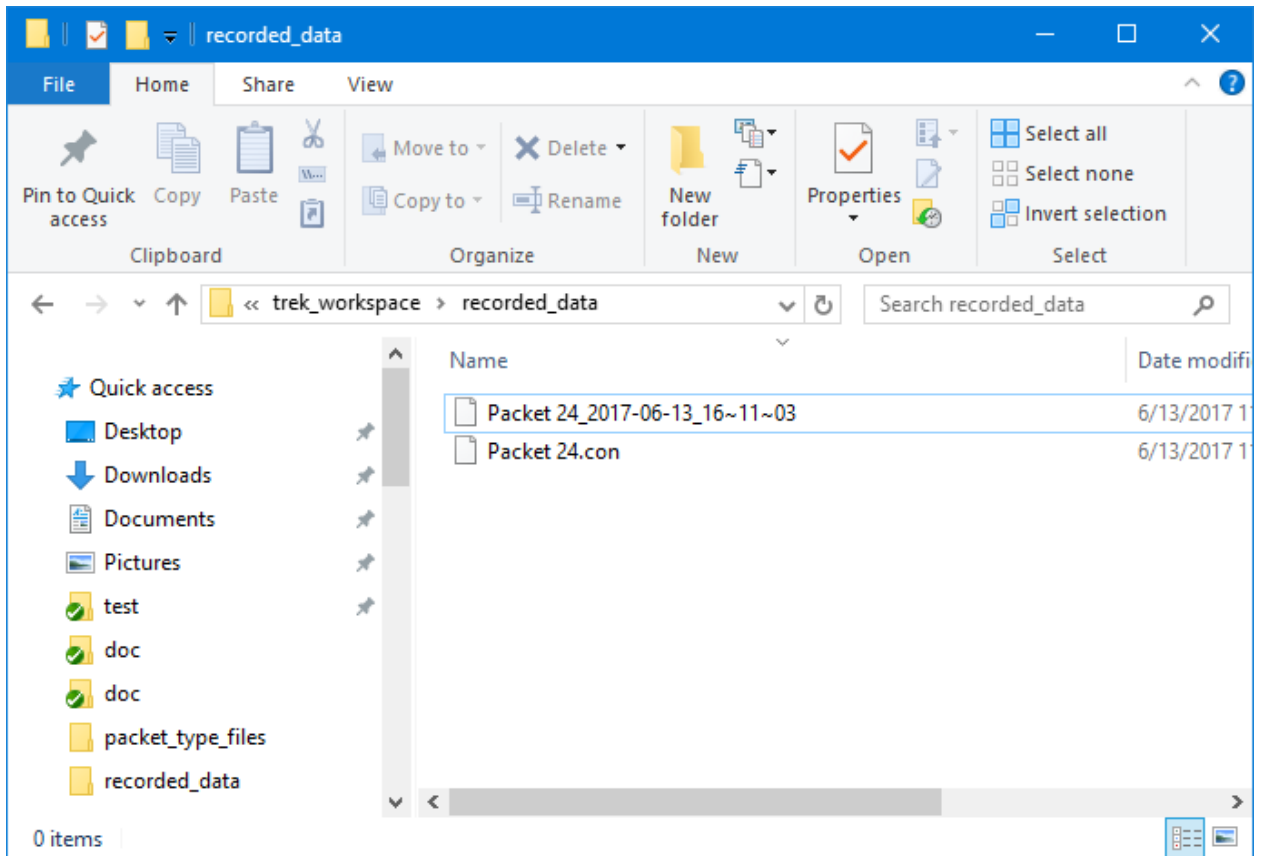 recorded_data
File Home Share View
Pin to Quick access
Copy
Paste
Move to
Copy to
Delete
Rename
New folder
Properties
Select all
Select none
Invert selection
Clipboard Organize New Open Select
« trek_workspace › recorded_data
Search recorded_data
Name Date modifi
Quick access
Desktop
Downloads
Documents
Pictures
test
doc
doc
packet_type_files
recorded_data
Packet 24_2017-06-13_16~11~03 6/13/2017 1
Packet 24.con 6/13/2017 1
0 items